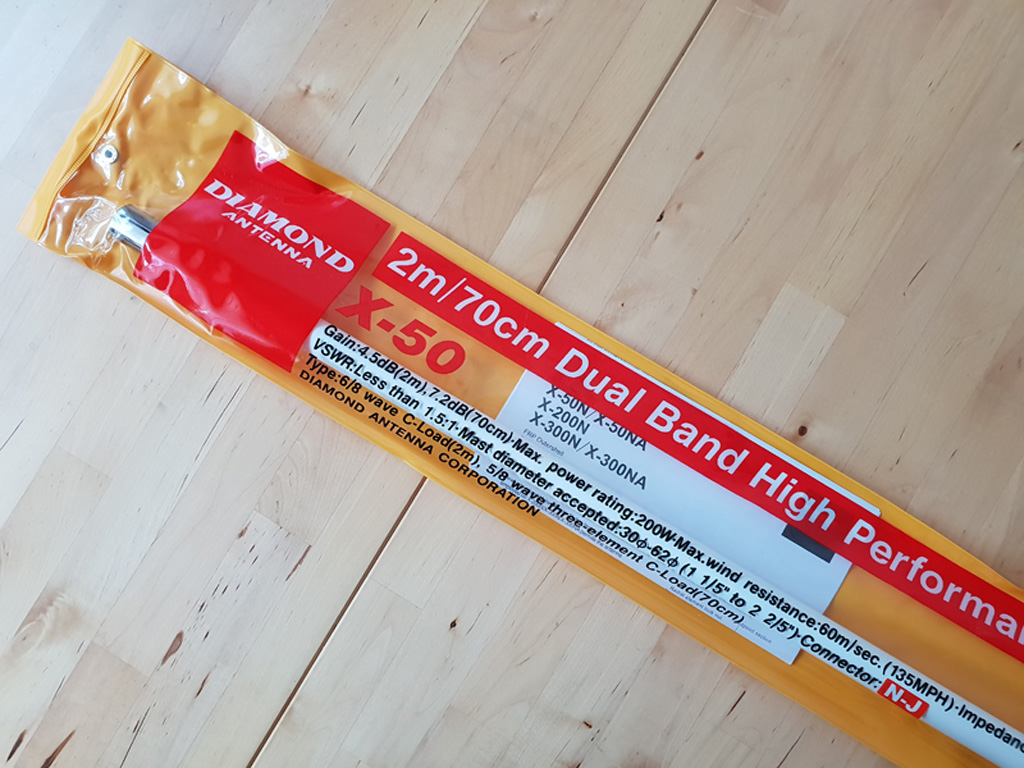 DIAMOND
ANTENNA
2m/70cm Dual Band High Performa
X-50
Gain:4.5dB(2m),7.2dB(70cm)·Max. power rating:200W·Max.wind resistance:60m/sec.(135MPH)·Impedanc
VSWR:Less than 1.5:1·Mast diameter accepted:30φ-62φ (1 1/5" to 2 2/5")·Connector:N-J
Type:6/8 wave C-Load(2m), 5/8 wave three-element C-Load(70cm)
DIAMOND ANTENNA CORPORATION
X-50N/X-50NA
X-200N
X-300N/X-300NA